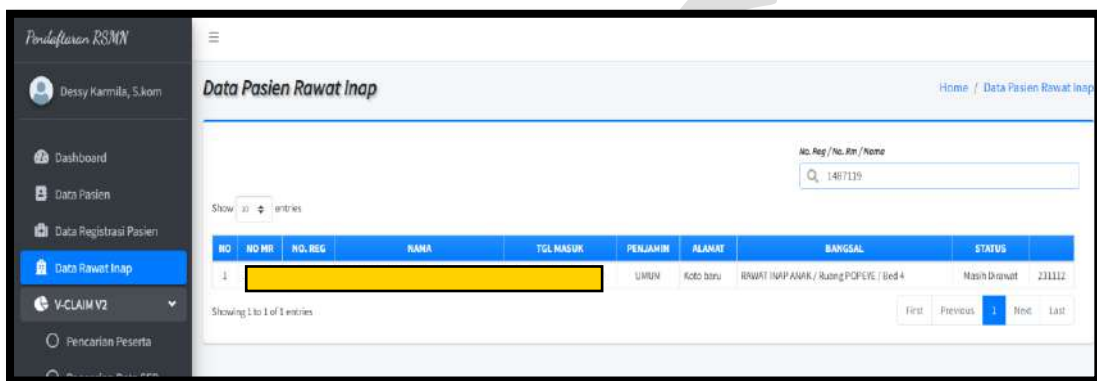 Pendaftaran RSMN
Dessy Karmila, S.kom
Data Pasien Rawat Inap
Home / Data Pasien Rawat Inap
Dashboard
Data Pasien
Data Registrasi Pasien
Data Rawat Inap
V-CLAIM V2
Pencarian Peserta
No. Reg / No. Rm / Nama
1487119
Show 10 entries
NO NO MR NO. REG NAMA TGL MASUK PENJAMIN ALAMAT BANGSAL STATUS
1 UMUM Koto baru RAWAT INAP ANAK / Ruang POPEYE / Bed 4 Masih Dirawat 231112
Showing 1 to 1 of 1 entries
First Previous 1 Next Last